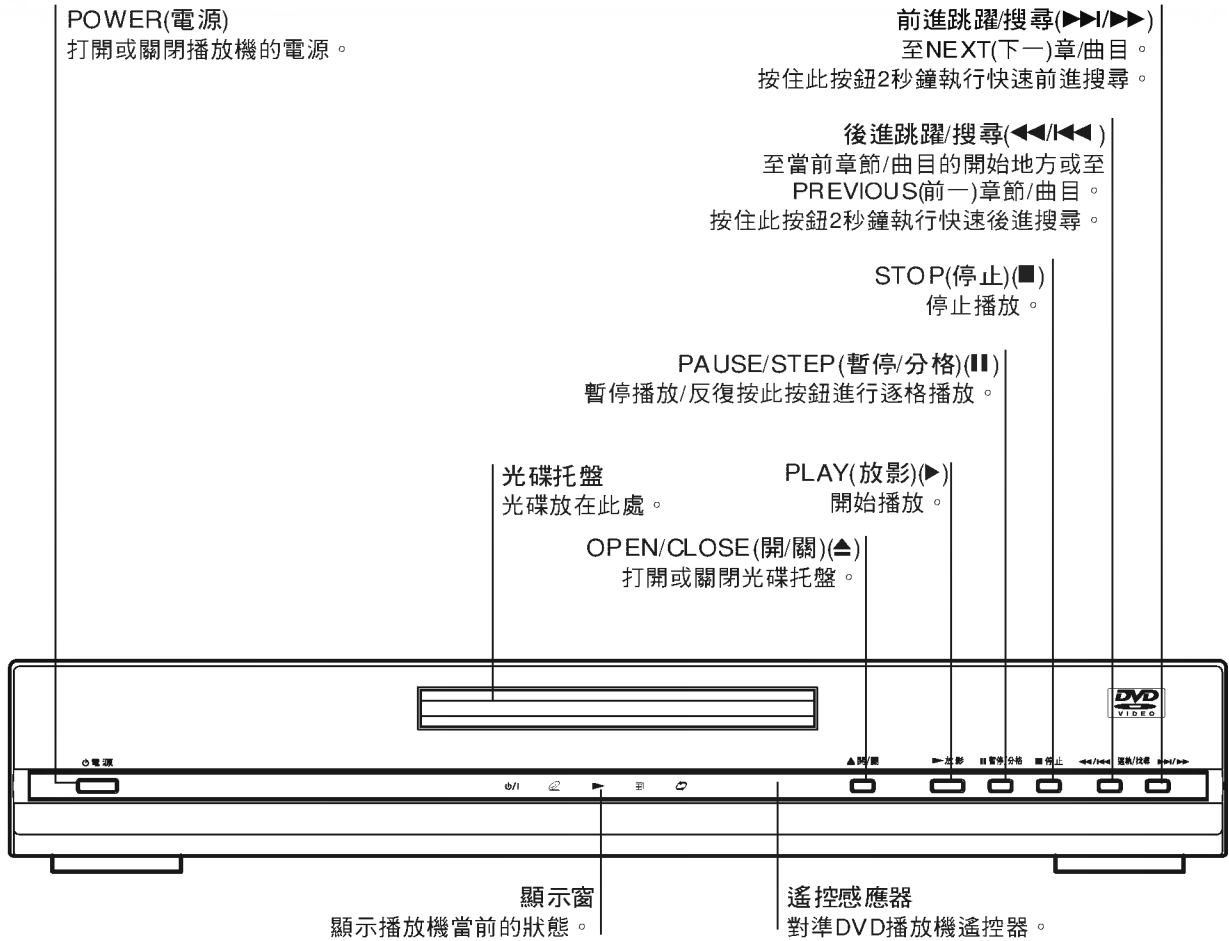 POWER(電源)
打開或關閉播放機的電源。
前進跳躍/搜尋(▶▶I/▶▶)
至NEXT(下一)章/曲目。
按住此按鈕2秒鐘執行快速前進搜尋。
後進跳躍/搜尋(◀◀/I◀◀)
至當前章節/曲目的開始地方或至
PREVIOUS(前一)章節/曲目。
按住此按鈕2秒鐘執行快速後進搜尋。
STOP(停止)(■)
停止播放。
PAUSE/STEP(暫停/分格)(II)
暫停播放/反復按此按鈕進行逐格播放。
光碟托盤
光碟放在此處。
PLAY(放影)(▶)
開始播放。
OPEN/CLOSE(開/關)(≜)
打開或關閉光碟托盤。
DVD
VIDEO
電源
▲開/關 ▶放影 II暫停/分格 ■停止 ◀◀/I◀◀ ▶▶I/▶▶
顯示窗
顯示播放機當前的狀態。
遙控感應器
對準DVD播放機遙控器。